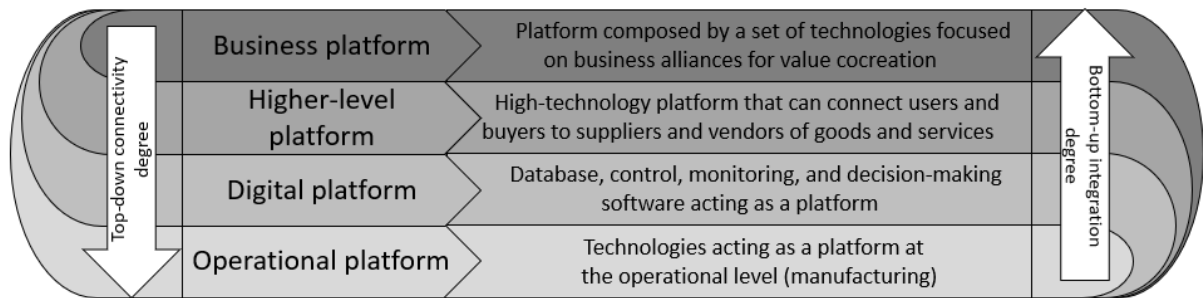 Top-down connectivity
degree
Business platform
Platform composed by a set of technologies focused
on business alliances for value cocreation
Higher-level
platform
High-technology platform that can connect users and
buyers to suppliers and vendors of goods and services
Digital platform
Database, control, monitoring, and decision-making
software acting as a platform
Operational platform
Technologies acting as a platform at
the operational level (manufacturing)
Bottom-up integration
degree